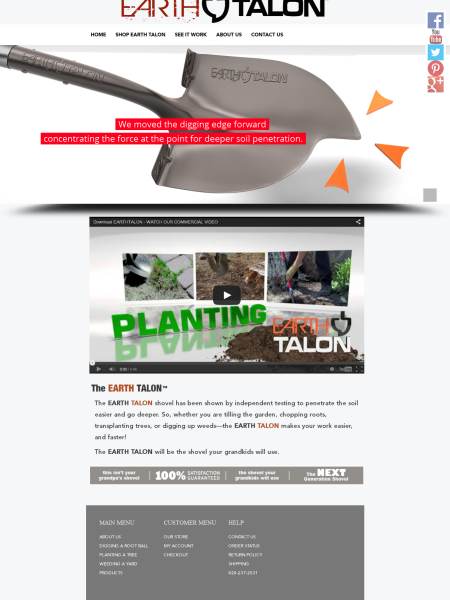 EARTH TALON
HOME SHOP EARTH TALON SEE IT WORK ABOUT US CONTACT US
You
Tube
EARTH TALON
We moved the digging edge forward
concentrating the force at the point for deeper soil penetration.
Download EARTHTALON - WATCH OUR COMMERCIAL VIDEO
PLANTING
EARTH
TALON
YouTube
The EARTH TALON™
The EARTH TALON shovel has been shown by independent testing to penetrate the soil
easier and go deeper. So, whether you are tilling the garden, chopping roots,
transplanting trees, or digging up weeds—the EARTH TALON makes your work easier,
and faster!
The EARTH TALON will be the shovel your grandkids will use.
this isn't your
grandpa's shovel
100% SATISFACTION
GUARANTEED
the shovel your
grandkids will use
The NEXT
Generation Shovel
MAIN MENU
ABOUT US
DIGGING A ROOT BALL
PLANTING A TREE
WEEDING A YARD
PRODUCTS
CUSTOMER MENU
OUR STORE
MY ACCOUNT
CHECKOUT
HELP
CONTACT US
ORDER STATUS
RETURN POLICY
SHIPPING